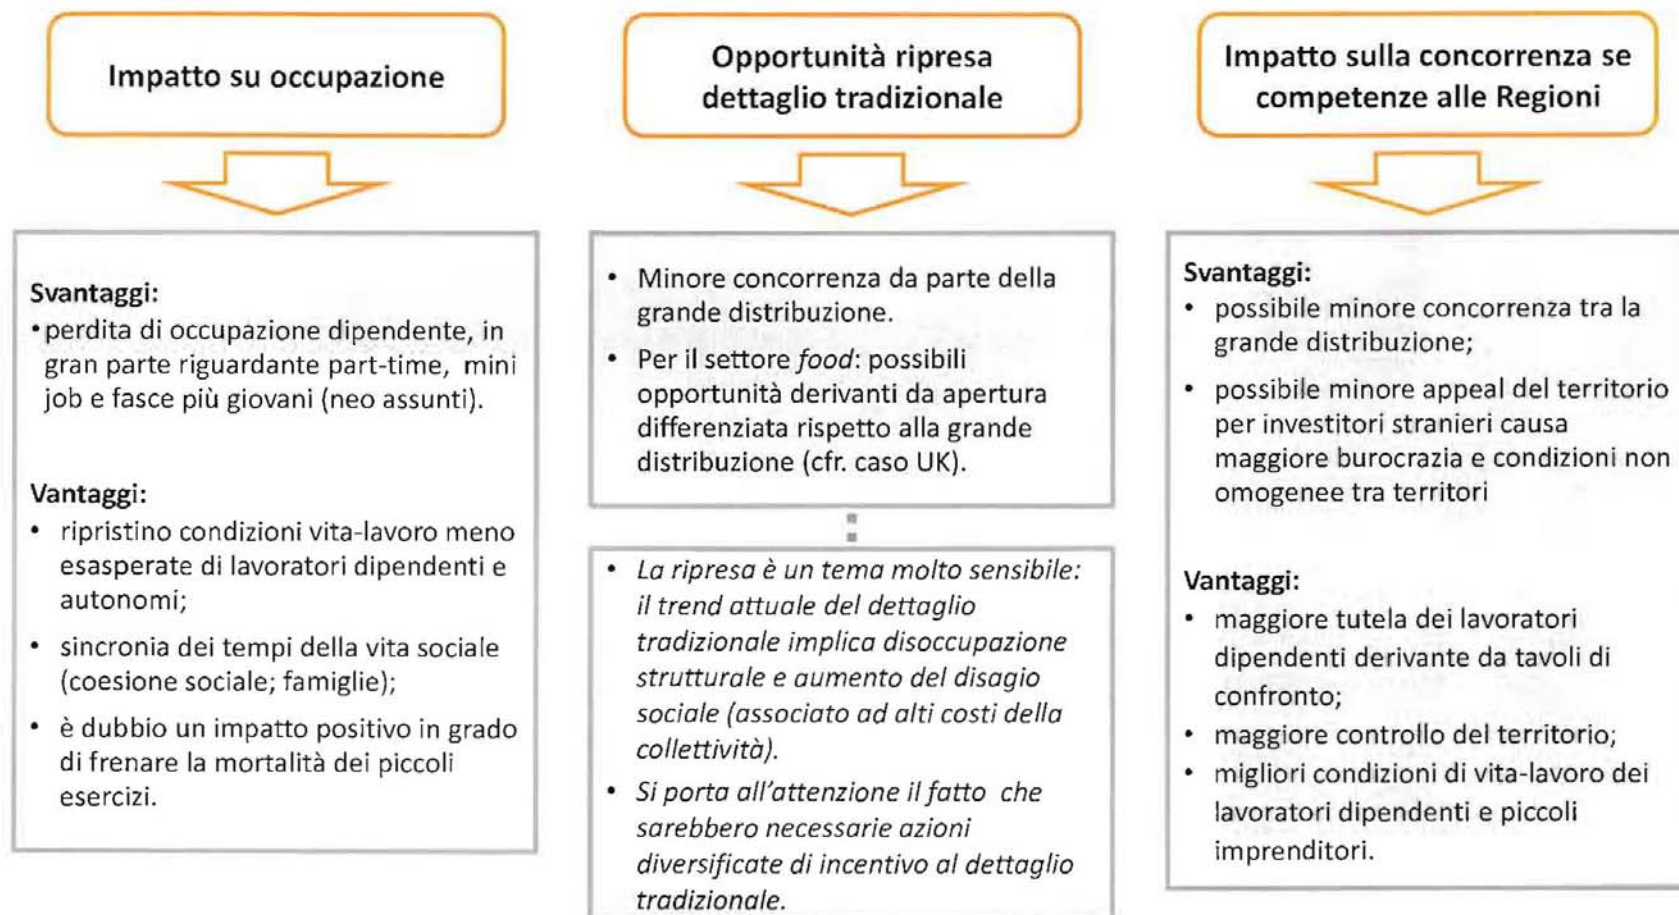 Impatto su occupazione
Svantaggi:
•perdita di occupazione dipendente, in
gran parte riguardante part-time, mini
job e fasce più giovani (neo assunti).
Vantaggi:
• ripristino condizioni vita-lavoro meno
esasperate di lavoratori dipendenti e
autonomi;
• sincronia dei tempi della vita sociale
(coesione sociale; famiglie);
• è dubbio un impatto positivo in grado
di frenare la mortalità dei piccoli
esercizi.
Opportunità ripresa
dettaglio tradizionale
• Minore concorrenza da parte della
grande distribuzione.
• Per il settore food: possibili
opportunità derivanti da apertura
differenziata rispetto alla grande
distribuzione (cfr. caso UK).
• La ripresa è un tema molto sensibile:
il trend attuale del dettaglio
tradizionale implica disoccupazione
strutturale e aumento del disagio
sociale (associato ad alti costi della
collettività).
• Si porta all'attenzione il fatto che
sarebbero necessarie azioni
diversificate di incentivo al dettaglio
tradizionale.
Impatto sulla concorrenza se
competenze alle Regioni
Svantaggi:
• possibile minore concorrenza tra la
grande distribuzione;
• possibile minore appeal del territorio
per investitori stranieri causa
maggiore burocrazia e condizioni non
omogenee tra territori
Vantaggi:
• maggiore tutela dei lavoratori
dipendenti derivante da tavoli di
confronto;
• maggiore controllo del territorio;
• migliori condizioni di vita-lavoro dei
lavoratori dipendenti e piccoli
imprenditori.